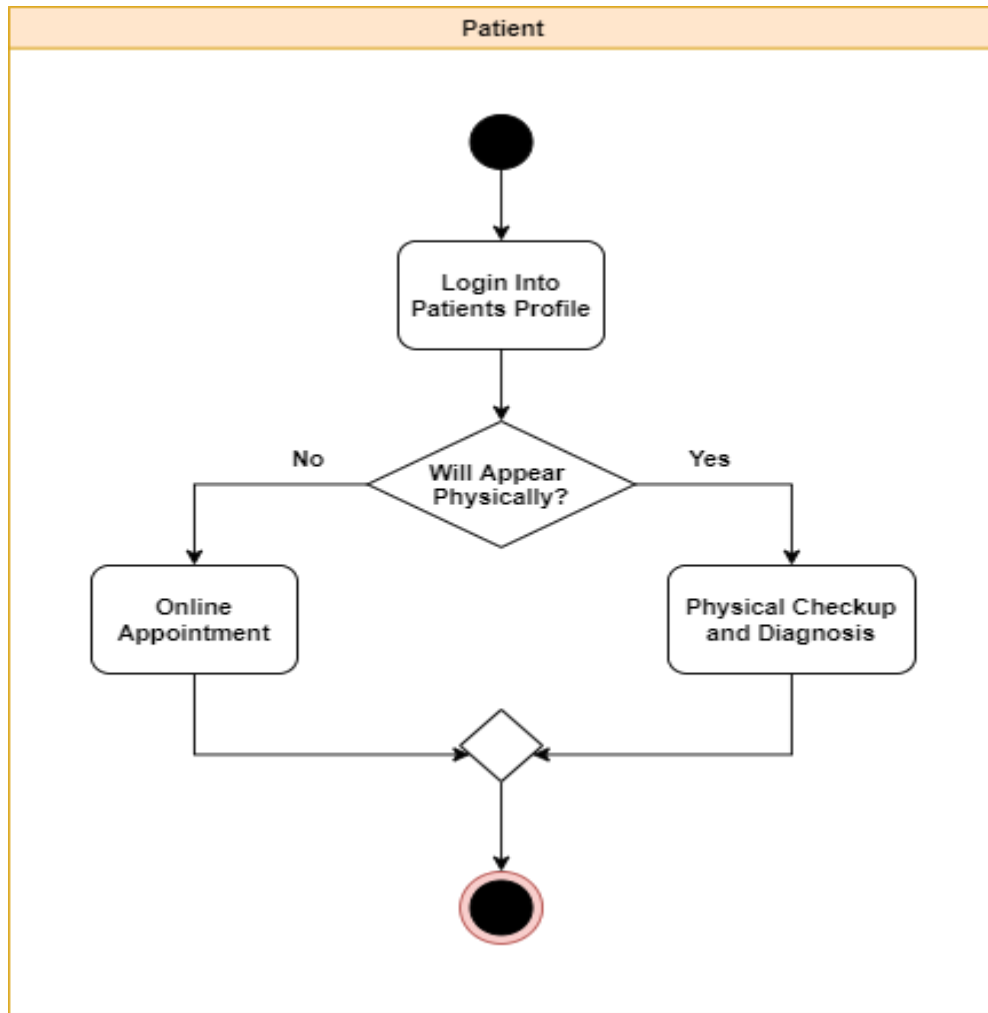 Patient
Login Into
Patients Profile
Will Appear
Physically?
No
Yes
Online
Appointment
Physical Checkup
and Diagnosis